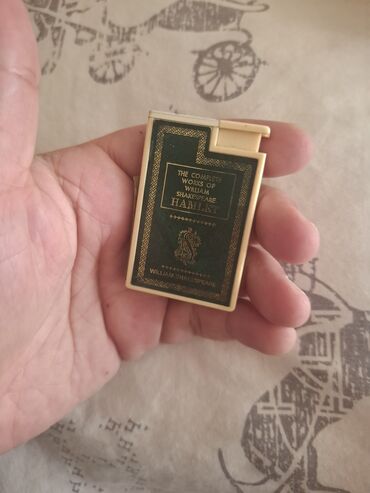 THE COMPLETE
WORKS OF
WILLIAM
SHAKESPEARE
HAMLET
WILLIAM SHAKESPEARE